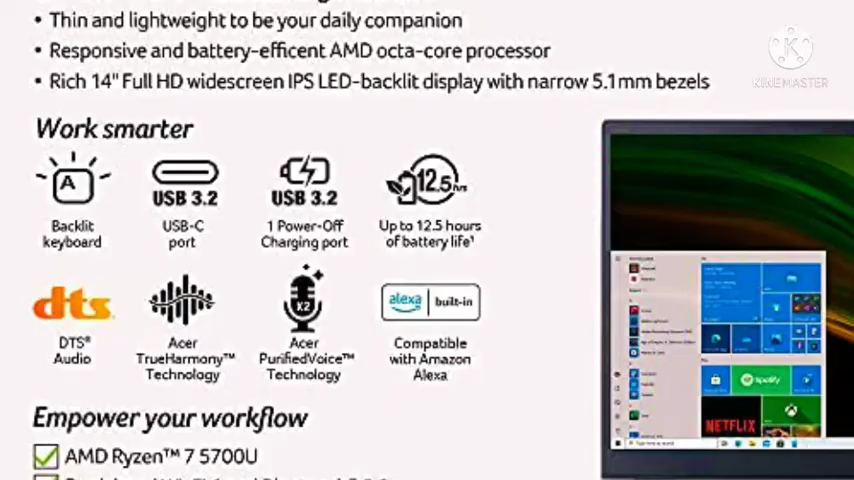 • Thin and lightweight to be your daily companion
• Responsive and battery-efficent AMD octa-core processor
• Rich 14" Full HD widescreen IPS LED-backlit display with narrow 5.1mm bezels
KINEMASTER
Work smarter
A
USB 3.2
USB 3.2
12.5hrs
Backlit
keyboard
USB-C
port
1 Power-Off
Charging port
Up to 12.5 hours
of battery life¹
dts
X2
alexa built-in
DTS®
Audio
Acer
TrueHarmony™
Technology
Acer
PurifiedVoice™
Technology
Compatible
with Amazon
Alexa
Spotify
NETFLIX
Empower your workflow
AMD Ryzen™ 7 5700U